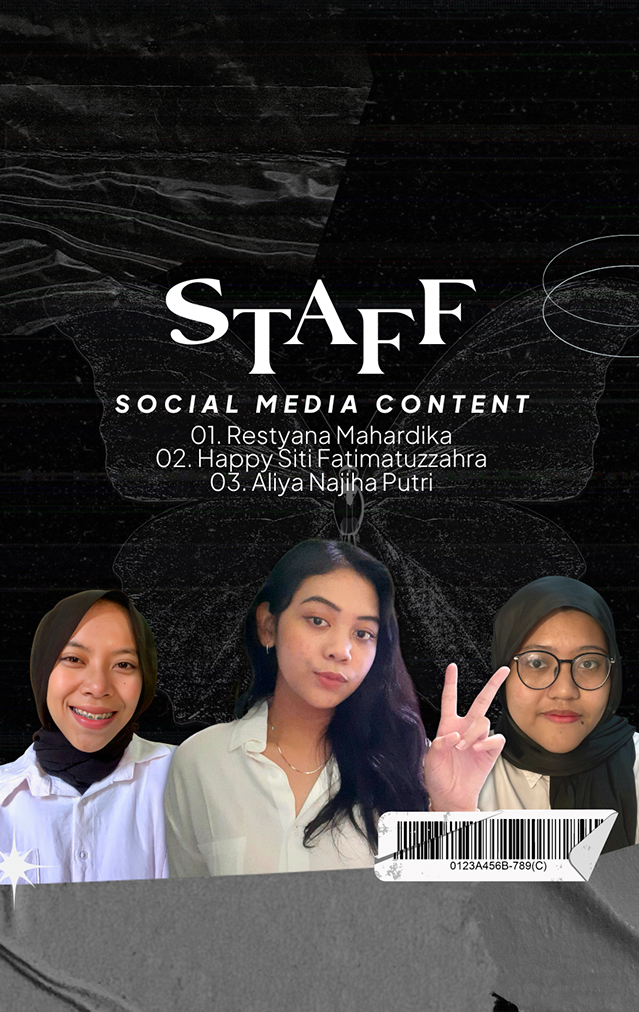 STAFF
SOCIAL MEDIA CONTENT
01. Restyana Mahardika
02. Happy Siti Fatimatuzzahra
03. Aliya Najiha Putri
0123A456B-789(C)